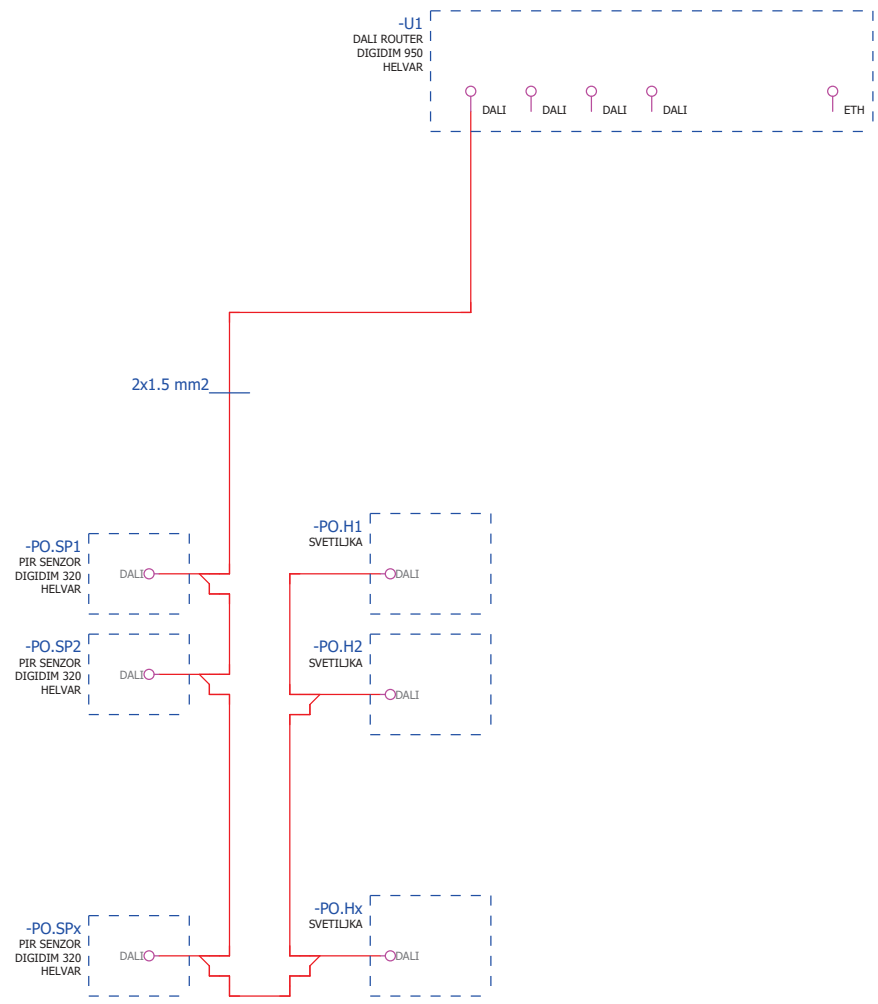 -U1
DALI ROUTER
DIGIDIM 950
HELVAR
DALI
DALI
DALI
DALI
ETH
2x1.5 mm2
-PO.SP1
PIR SENZOR
DIGIDIM 320
HELVAR
DALI
-PO.H1
SVETILJKA
DALI
-PO.SP2
PIR SENZOR
DIGIDIM 320
HELVAR
DALI
-PO.H2
SVETILJKA
DALI
-PO.SPx
PIR SENZOR
DIGIDIM 320
HELVAR
DALI
-PO.Hx
SVETILJKA
DALI